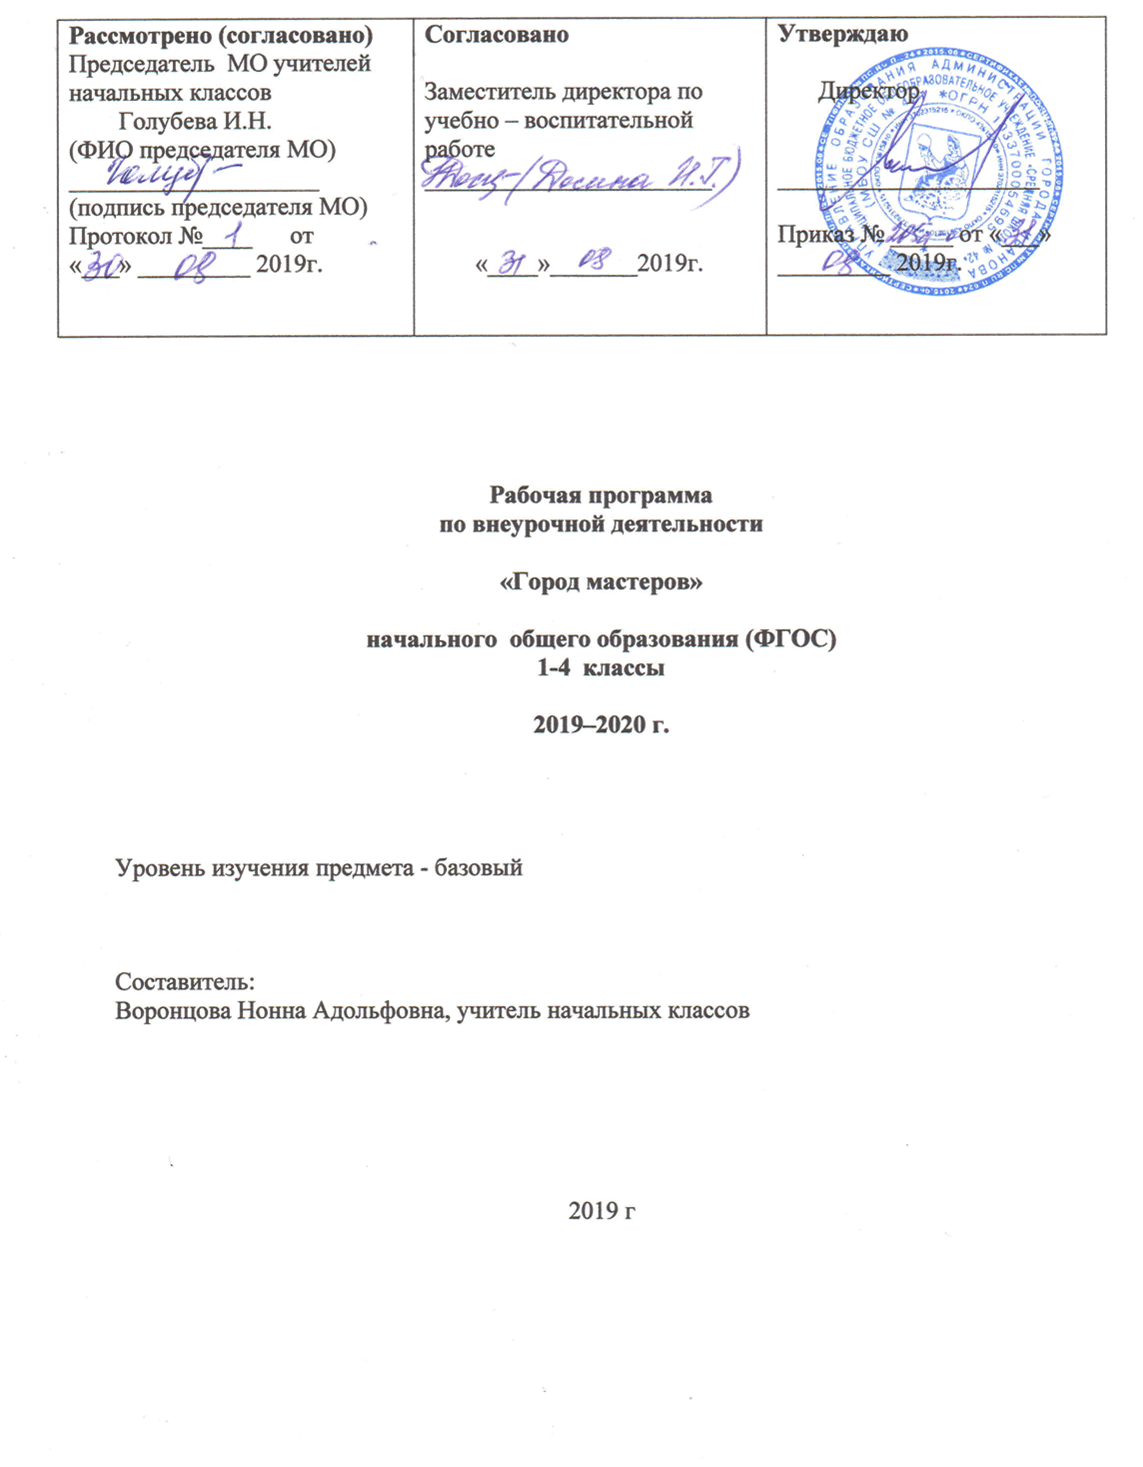 Рассмотрено (согласовано)
Председатель МО учителей
начальных классов
Голубева И.Н.
(ФИО председателя МО)
(подпись председателя МО)
Протокол № 1 от
«30» 08 2019г.
Согласовано
Заместитель директора по
учебно – воспитательной
работе
«31» 08 2019г.
Утверждаю
Директор
Приказ № от «31»
08 2019г.
Рабочая программа
по внеурочной деятельности
«Город мастеров»
начального общего образования (ФГОС)
1-4 классы
2019–2020 г.
Уровень изучения предмета - базовый
Составитель:
Воронцова Нонна Адольфовна, учитель начальных классов
2019 г